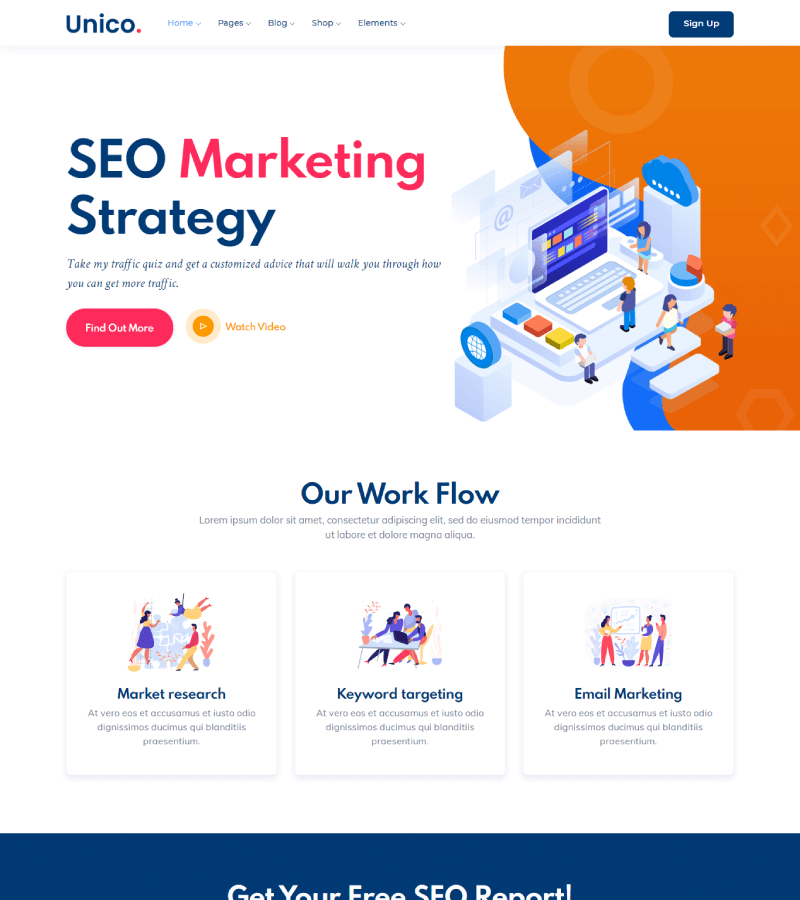 Unico.
Home
Pages
Blog
Shop
Elements
Sign Up
SEO Marketing
Strategy
Take my traffic quiz and get a customized advice that will walk you through how
you can get more traffic.
Find Out More
Watch Video
@
Our Work Flow
Lorem ipsum dolor sit amet, consectetur adipiscing elit, sed do eiusmod tempor incididunt
ut labore et dolore magna aliqua.
Market research
At vero eos et accusamus et iusto odio
dignissimos ducimus qui blanditiis
praesentium.
Keyword targeting
At vero eos et accusamus et iusto odio
dignissimos ducimus qui blanditiis
praesentium.
Email Marketing
At vero eos et accusamus et iusto odio
dignissimos ducimus qui blanditiis
praesentium.
Get Your Free SEO Report!